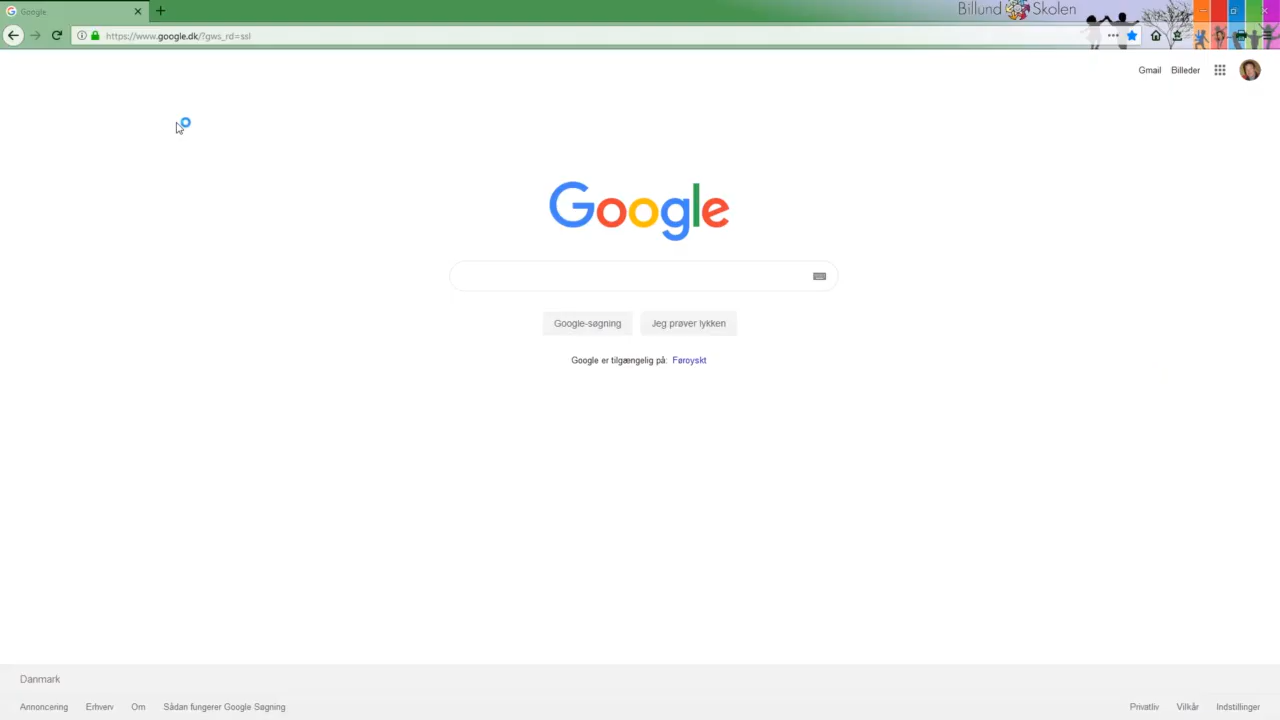 Google
Billund Skolen
https://www.google.dk/?gws_rd=ssl
Gmail Billeder
Google
Google-søgning Jeg prøver lykken
Google er tilgængelig på: Føroyskt
Danmark
Annoncering Erhverv Om Sådan fungerer Google Søgning Privatliv Vilkår Indstillinger